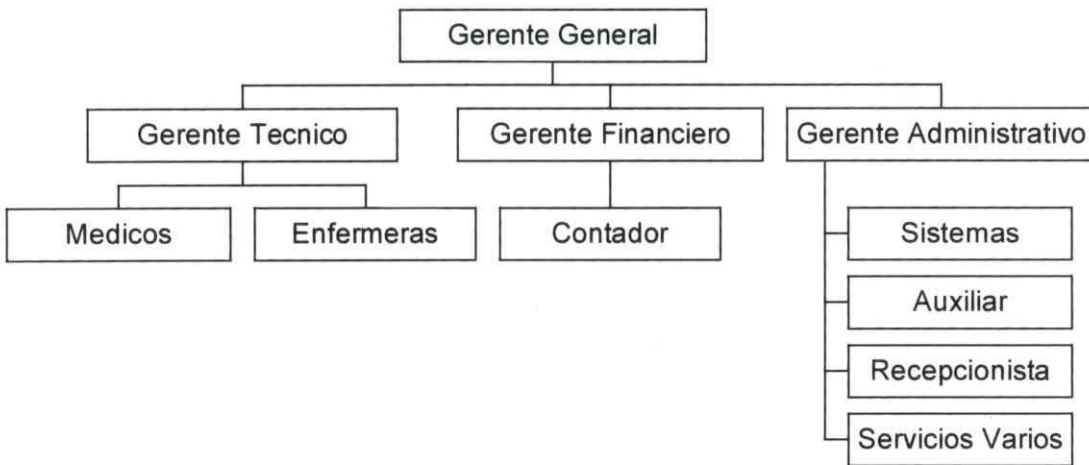 Gerente General
Gerente Tecnico
Gerente Financiero
Gerente Administrativo
Medicos
Enfermeras
Contador
Sistemas
Auxiliar
Recepcionista
Servicios Varios